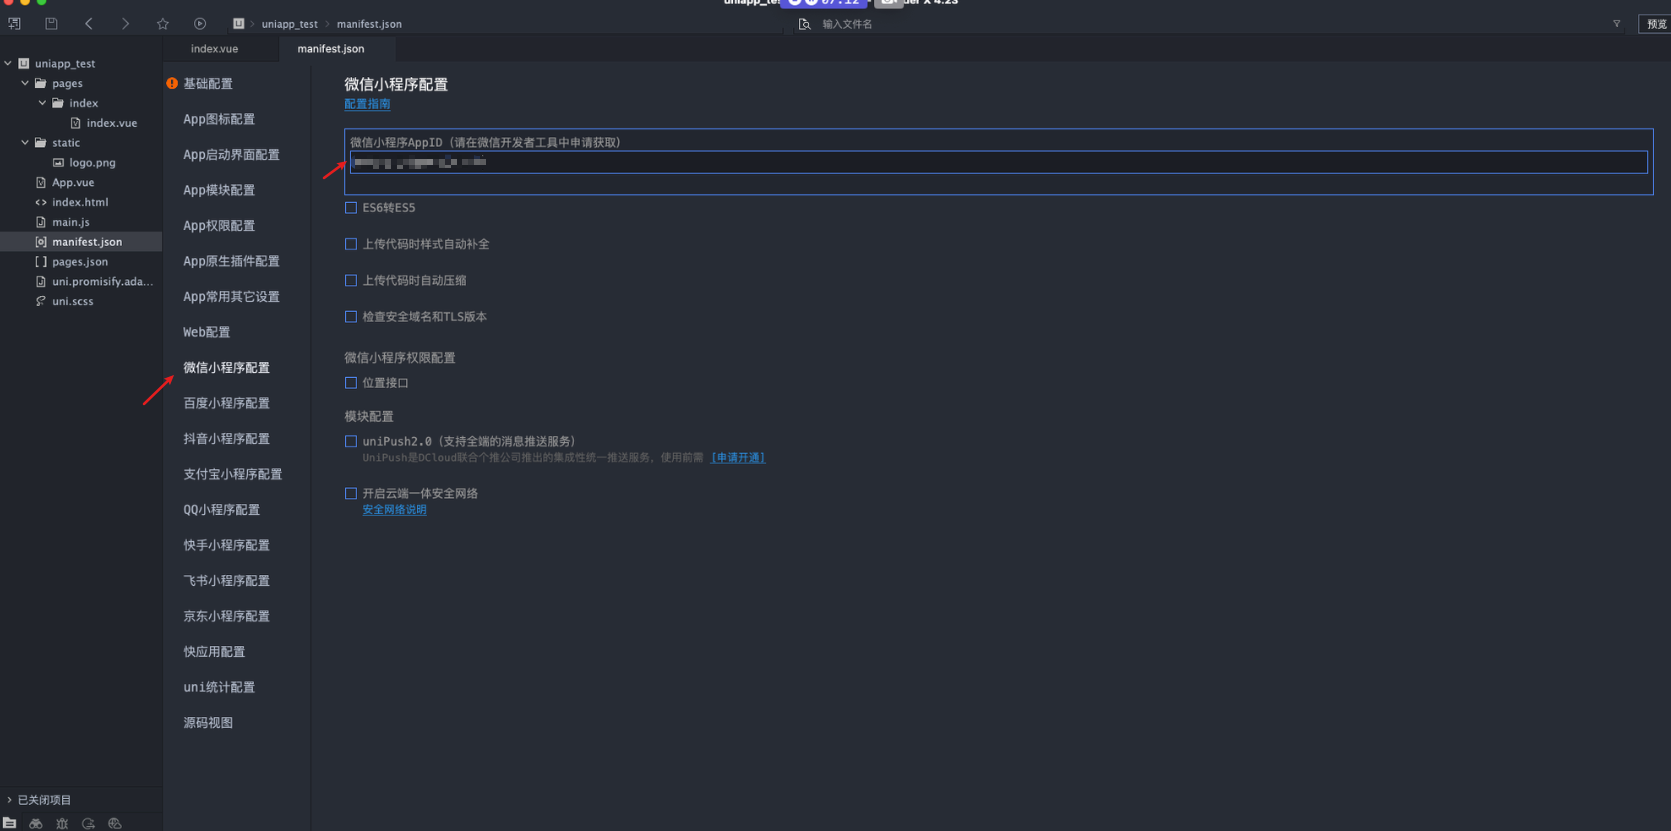 07:12
X 4.23
uniapp_test
manifest.json
输入文件名
预览
index.vue
manifest.json
uniapp_test
pages
index
index.vue
static
logo.png
App.vue
index.html
main.js
manifest.json
pages.json
uni.promisify.ada...
uni.scss
已关闭项目
基础配置
App图标配置
App启动界面配置
App模块配置
App权限配置
App原生插件配置
App常用其它设置
Web配置
微信小程序配置
百度小程序配置
抖音小程序配置
支付宝小程序配置
QQ小程序配置
快手小程序配置
飞书小程序配置
京东小程序配置
快应用配置
uni统计配置
源码视图
微信小程序配置
配置指南
微信小程序AppID（请在微信开发者工具中申请获取）
ES6转ES5
上传代码时样式自动补全
上传代码时自动压缩
检查安全域名和TLS版本
微信小程序权限配置
位置接口
模块配置
uniPush2.0（支持全端的消息推送服务）
UniPush是DCloud联合个推公司推出的集成性统一推送服务，使用前需 [申请开通]
开启云端一体安全网络
安全网络说明